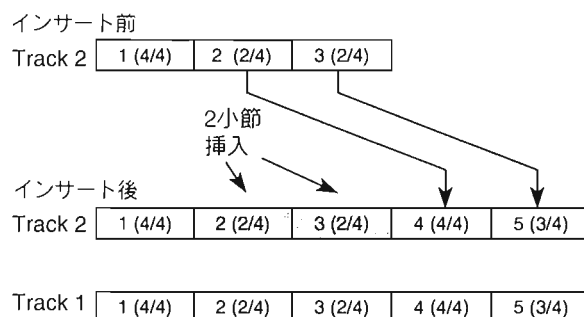 インサート前
Track 2 1 (4/4) 2 (2/4) 3 (2/4)
2小節
挿入
インサート後
Track 2 1 (4/4) 2 (2/4) 3 (2/4) 4 (4/4) 5 (3/4)
Track 1 1 (4/4) 2 (2/4) 3 (2/4) 4 (4/4) 5 (3/4)